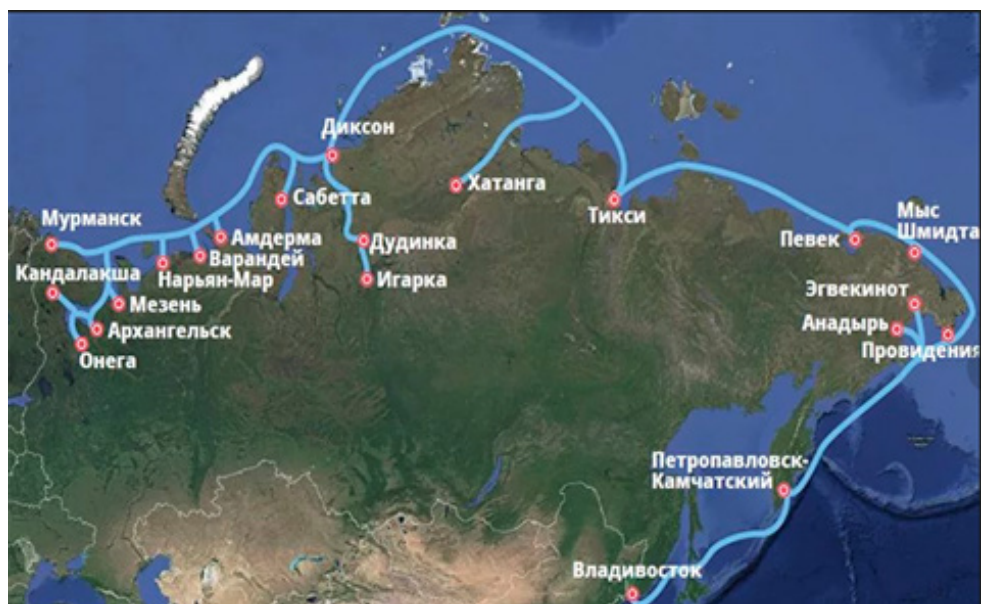 Диксон
Сабетта
Хатанга
Тикси
Мыс
Шмидта
Мурманск
Амдерма
Варандей
Нарьян-Мар
Дудинка
Игарка
Певек
Кандалакша
Мезень
Архангельск
Онега
Эгвекинот
Анадырь
Провидения
Петропавловск-
Камчатский
Владивосток